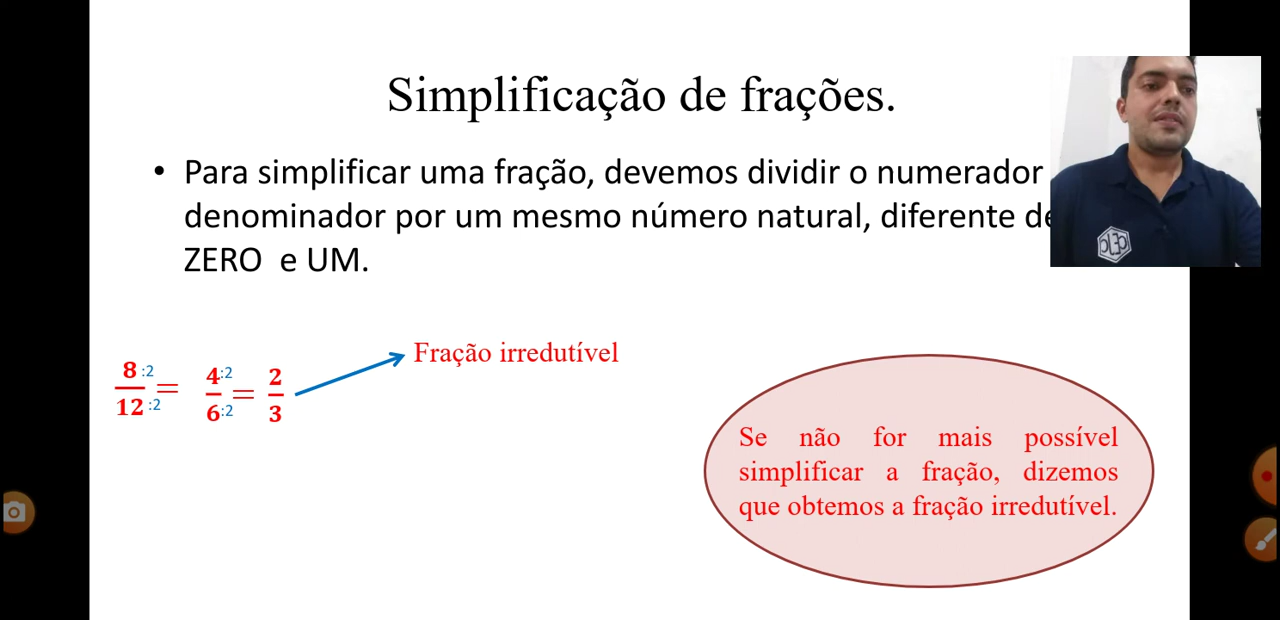 Simplificação de frações.
• Para simplificar uma fração, devemos dividir o numerador
denominador por um mesmo número natural, diferente de
ZERO e UM.
Fração irredutível
8 :2 / 12 :2 = 4 :2 / 6 :2 = 2 / 3
Se não for mais possível
simplificar a fração, dizemos
que obtemos a fração irredutível.